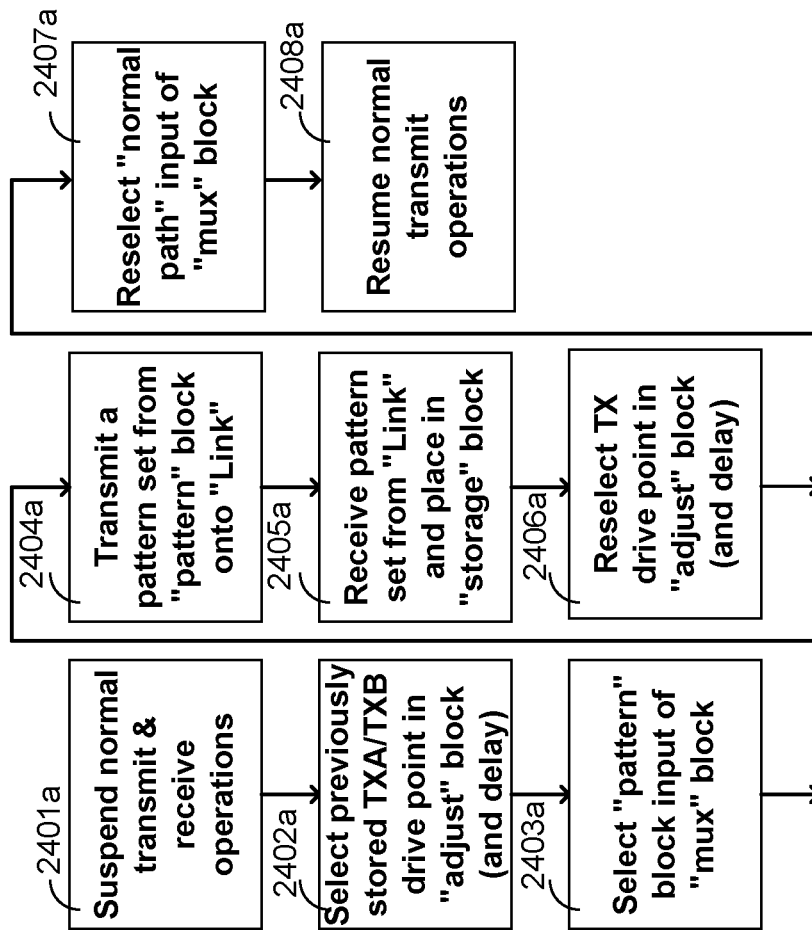 2401a
Suspend normal
transmit &
receive
operations
2402a
Select previously
stored TXA/TXB
drive point in
"adjust" block
(and delay)
2403a
Select "pattern"
block input of
"mux" block
2404a
Transmit a
pattern set from
"pattern" block
onto "Link"
2405a
Receive pattern
set from "Link"
and place in
"storage" block
2406a
Reselect TX
drive point in
"adjust" block
(and delay)
2407a
Reselect "normal
path" input of
"mux" block
2408a
Resume normal
transmit
operations